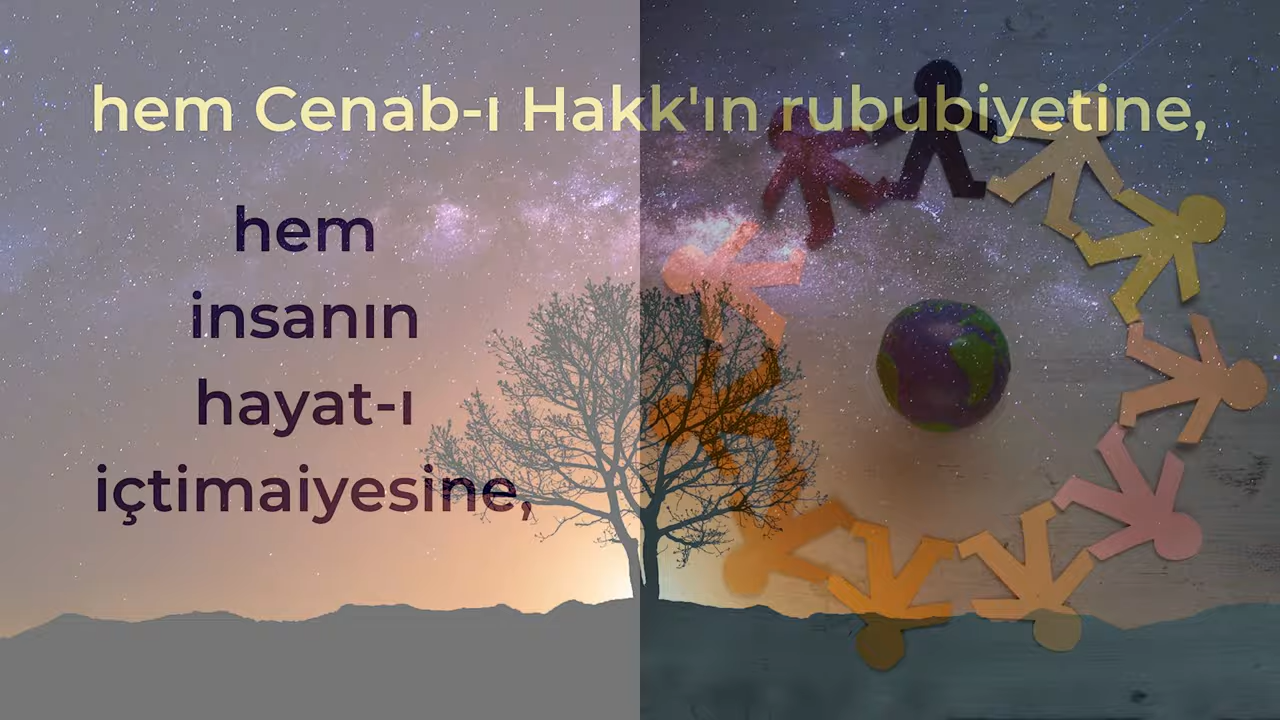 hem Cenab-ı Hakk'ın rububiyetine,
hem
insanın
hayat-ı
içtimaiyesine,